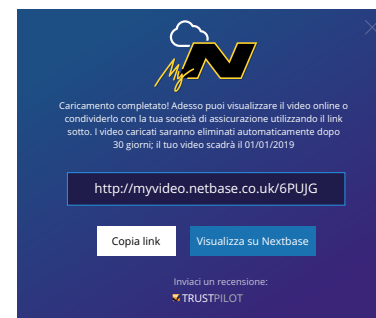 My N
Caricamento completato! Adesso puoi visualizzare il video online o
condividerlo con la tua società di assicurazione utilizzando il link
sotto. I video caricati saranno eliminati automaticamente dopo
30 giorni; il tuo video scadrà il 01/01/2019
http://myvideo.netbase.co.uk/6PUJG
Copia link
Visualizza su Nextbase
Inviaci un recensione:
TRUSTPILOT